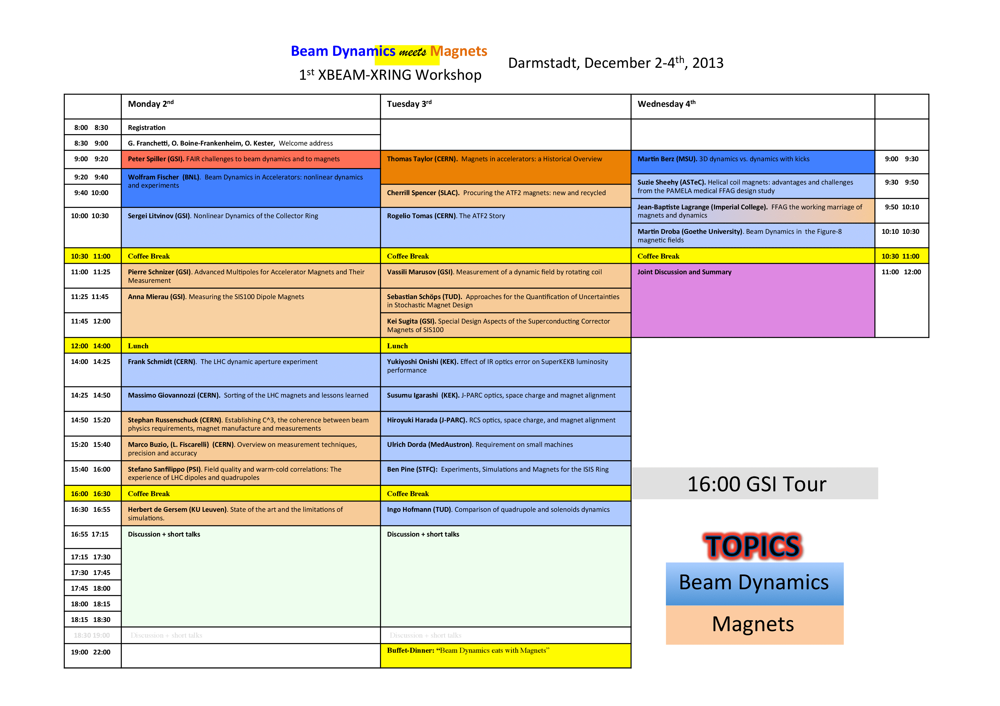 Beam Dynamics meets Magnets
1st XBEAM-XRING Workshop
Darmstadt, December 2-4th, 2013
Monday 2nd
Tuesday 3rd
Wednesday 4th
8:00 8:30
Registration
8:30 9:00
G. Franchetti, O. Boine-Frankenheim, O. Kester, Welcome address
9:00 9:20
Peter Spiller (GSI). FAIR challenges to beam dynamics and to magnets
Thomas Taylor (CERN). Magnets in accelerators: a Historical Overview
Martin Berz (MSU). 3D dynamics vs. dynamics with kicks
9:00 9:30
9:20 9:40
Wolfram Fischer (BNL). Beam Dynamics in Accelerators: nonlinear dynamics
and experiments
Suzie Sheehy (ASTeC). Helical coil magnets: advantages and challenges
from the PAMELA medical FFAG design study
9:30 9:50
9:40 10:00
Cherrill Spencer (SLAC). Procuring the ATF2 magnets: new and recycled
Jean-Baptiste Lagrange (Imperial College). FFAG the working marriage of
magnets and dynamics
9:50 10:10
10:00 10:30
Sergei Litvinov (GSI). Nonlinear Dynamics of the Collector Ring
Rogelio Tomas (CERN). The ATF2 Story
Martin Droba (Goethe University). Beam Dynamics in the Figure-8
magnetic fields
10:10 10:30
10:30 11:00
Coffee Break
Coffee Break
Coffee Break
10:30 11:00
11:00 11:25
Pierre Schnizer (GSI). Advanced Multipoles for Accelerator Magnets and Their
Measurement
Vassili Marusov (GSI). Measurement of a dynamic field by rotating coil
Joint Discussion and Summary
11:00 12:00
11:25 11:45
Anna Mierau (GSI). Measuring the SIS100 Dipole Magnets
Sebastian Schöps (TUD). Approaches for the Quantification of Uncertainties
in Stochastic Magnet Design
11:45 12:00
Kei Sugita (GSI). Special Design Aspects of the Superconducting Corrector
Magnets of SIS100
12:00 14:00
Lunch
Lunch
14:00 14:25
Frank Schmidt (CERN). The LHC dynamic aperture experiment
Yukiyoshi Onishi (KEK). Effect of IR optics error on SuperKEKB luminosity
performance
14:25 14:50
Massimo Giovannozzi (CERN). Sorting of the LHC magnets and lessons learned
Susumu Igarashi (KEK). J-PARC optics, space charge and magnet alignment
14:50 15:20
Stephan Russenschuck (CERN). Establishing C^3, the coherence between beam
physics requirements, magnet manufacture and measurements
Hiroyuki Harada (J-PARC). RCS optics, space charge, and magnet alignment
15:20 15:40
Marco Buzio, (L. Fiscarelli) (CERN). Overview on measurement techniques,
precision and accuracy
Ulrich Dorda (MedAustron). Requirement on small machines
15:40 16:00
Stefano Sanfilippo (PSI). Field quality and warm-cold correlations: The
experience of LHC dipoles and quadrupoles
Ben Pine (STFC): Experiments, Simulations and Magnets for the ISIS Ring
16:00 GSI Tour
16:00 16:30
Coffee Break
Coffee Break
16:30 16:55
Herbert de Gersem (KU Leuven). State of the art and the limitations of
simulations.
Ingo Hofmann (TUD). Comparison of quadrupole and solenoids dynamics
16:55 17:15
Discussion + short talks
Discussion + short talks
17:15 17:30
17:30 17:45
17:45 18:00
18:00 18:15
18:15 18:30
18:30 19:00
Discussion + short talks
Discussion + short talks
19:00 22:00
Buffet-Dinner: “Beam Dynamics eats with Magnets”
TOPICS
Beam Dynamics
Magnets